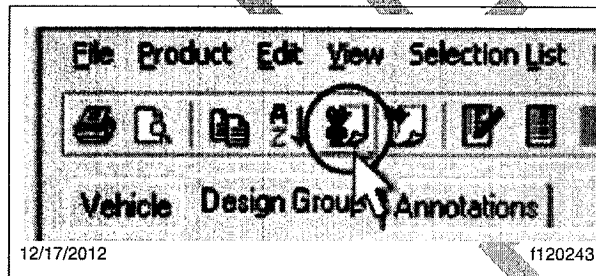 File Product Edit View Selection List
A
Z
Vehicle Design Group Annotations
12/17/2012 f120243